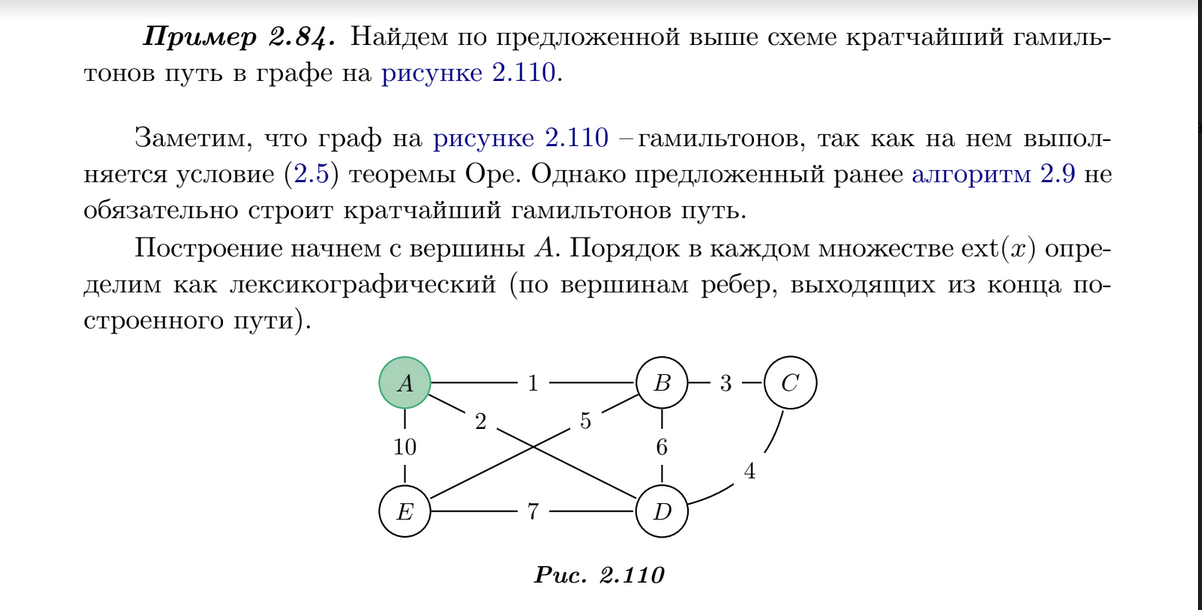 Пример 2.84. Найдем по предложенной выше схеме кратчайший гамиль-
тонов путь в графе на рисунке 2.110.
Заметим, что граф на рисунке 2.110 – гамильтонов, так как на нем выпол-
няется условие (2.5) теоремы Оре. Однако предложенный ранее алгоритм 2.9 не
обязательно строит кратчайший гамильтонов путь.
Построение начнем с вершины A. Порядок в каждом множестве ext(x) опре-
делим как лексикографический (по вершинам ребер, выходящих из конца по-
строенного пути).
A 1 B 3 C
2 5
10 6
4
E 7 D
Рис. 2.110